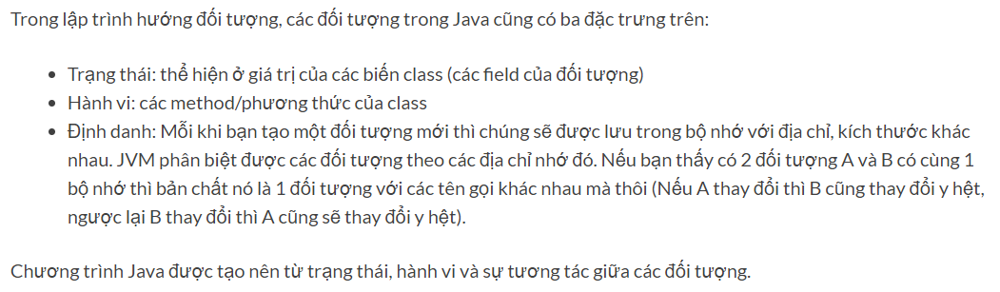 Trong lập trình hướng đối tượng, các đối tượng trong Java cũng có ba đặc trưng trên:
• Trạng thái: thể hiện ở giá trị của các biến class (các field của đối tượng)
• Hành vi: các method/phương thức của class
• Định danh: Mỗi khi bạn tạo một đối tượng mới thì chúng sẽ được lưu trong bộ nhớ với địa chỉ, kích thước khác
nhau. JVM phân biệt được các đối tượng theo các địa chỉ nhớ đó. Nếu bạn thấy có 2 đối tượng A và B có cùng 1
bộ nhớ thì bản chất nó là 1 đối tượng với các tên gọi khác nhau mà thôi (Nếu A thay đổi thì B cũng thay đổi y hệt,
ngược lại B thay đổi thì A cũng sẽ thay đổi y hệt).
Chương trình Java được tạo nên từ trạng thái, hành vi và sự tương tác giữa các đối tượng.